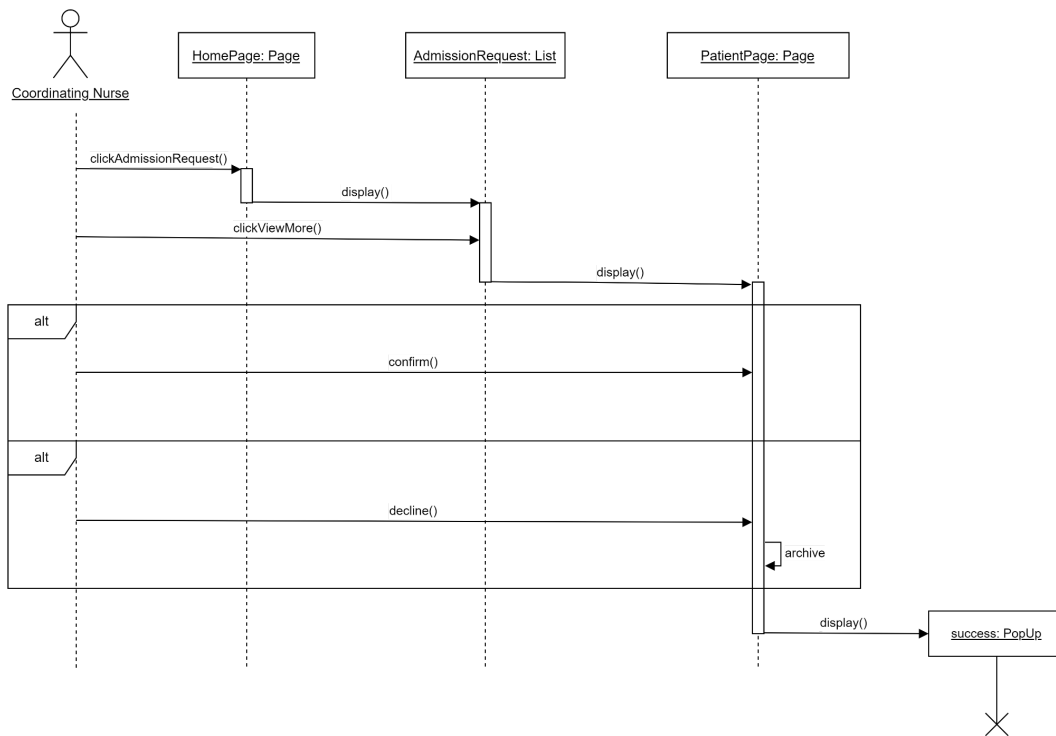 HomePage: Page
AdmissionRequest: List
PatientPage: Page
Coordinating Nurse
clickAdmissionRequest()
display()
clickViewMore()
display()
alt
confirm()
alt
decline()
archive
display()
success: PopUp